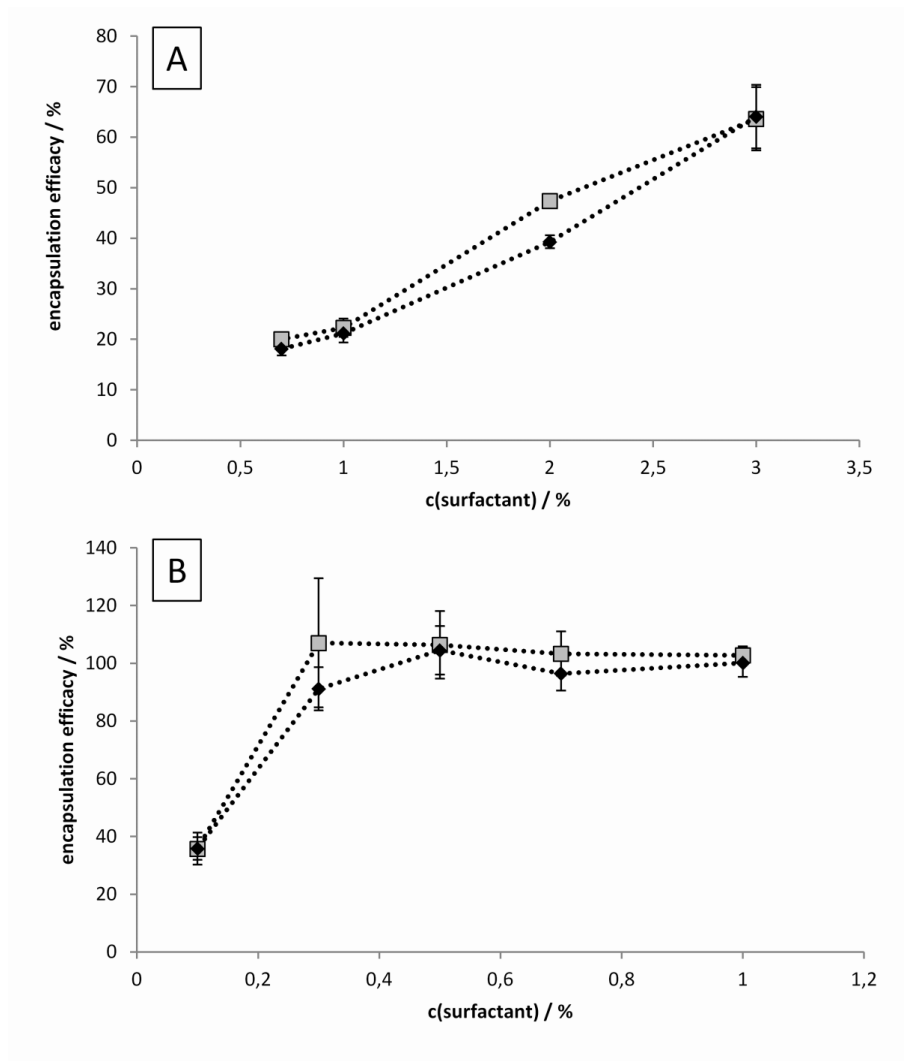 A
encapsulation efficacy / %
80
70
60
50
40
30
20
10
0
0 0,5 1 1,5 2 2,5 3 3,5
c(surfactant) / %
B
encapsulation efficacy / %
140
120
100
80
60
40
20
0
0 0,2 0,4 0,6 0,8 1 1,2
c(surfactant) / %